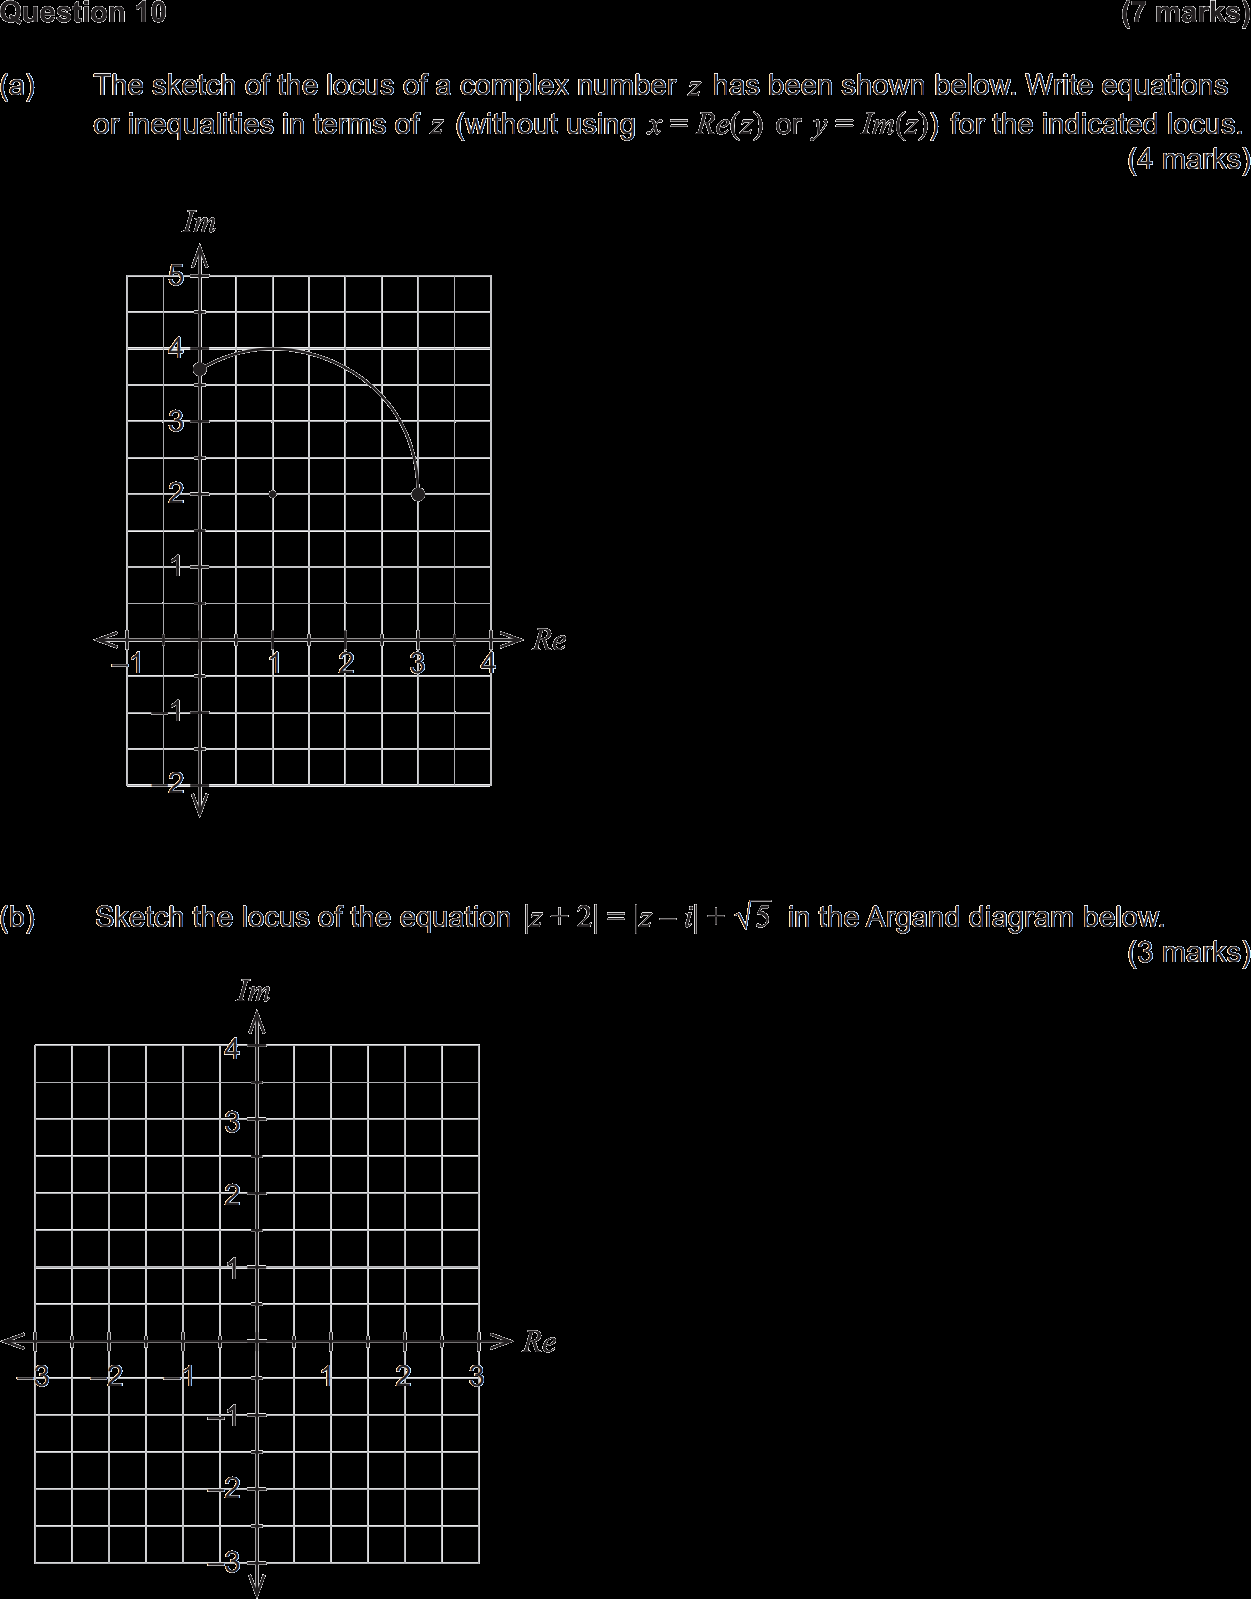 Question 10 (7 marks)
(a) The sketch of the locus of a complex number z has been shown below. Write equations
or inequalities in terms of z (without using x = Re(z) or y = Im(z)) for the indicated locus.
(4 marks)
Im
5
4
3
2
1
Re
−1 1 2 3 4
−1
−2
(b) Sketch the locus of the equation |z + 2| = |z – i| + √5 in the Argand diagram below.
(3 marks)
Im
4
3
2
1
Re
−3 −2 −1 1 2 3
−1
−2
−3